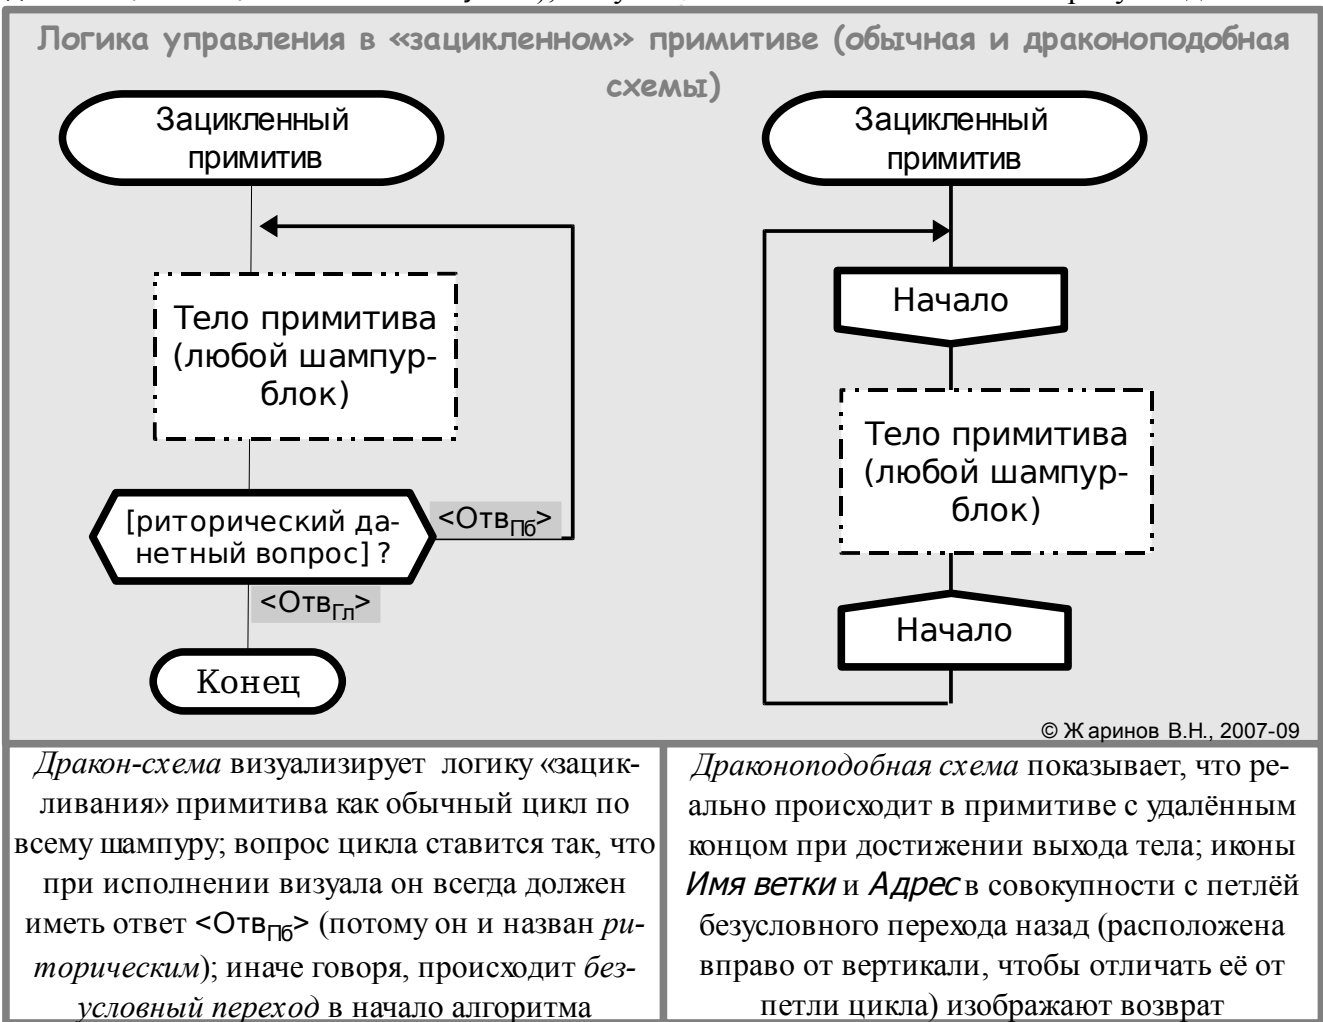 Логика управления в «зацикленном» примитиве (обычная и драконоподобная
схемы)
Зацикленный
примитив
Тело примитива
(любой шампур-
блок)
[риторический да-
нетный вопрос] ?
<ОтвПб>
<ОтвГл>
Конец
Зацикленный
примитив
Начало
Тело примитива
(любой шампур-
блок)
Начало
© Жаринов В.Н., 2007-09
Дракон-схема визуализирует логику «зацик-
ливания» примитива как обычный цикл по
всему шампуру; вопрос цикла ставится так, что
при исполнении визуала он всегда должен
иметь ответ <ОтвПб> (потому он и назван ри-
торическим); иначе говоря, происходит без-
условный переход в начало алгоритма
Драконоподобная схема показывает, что ре-
ально происходит в примитиве с удалённым
концом при достижении выхода тела; иконы
Имя ветки и Адрес в совокупности с петлёй
безусловного перехода назад (расположена
вправо от вертикали, чтобы отличать её от
петли цикла) изображают возврат